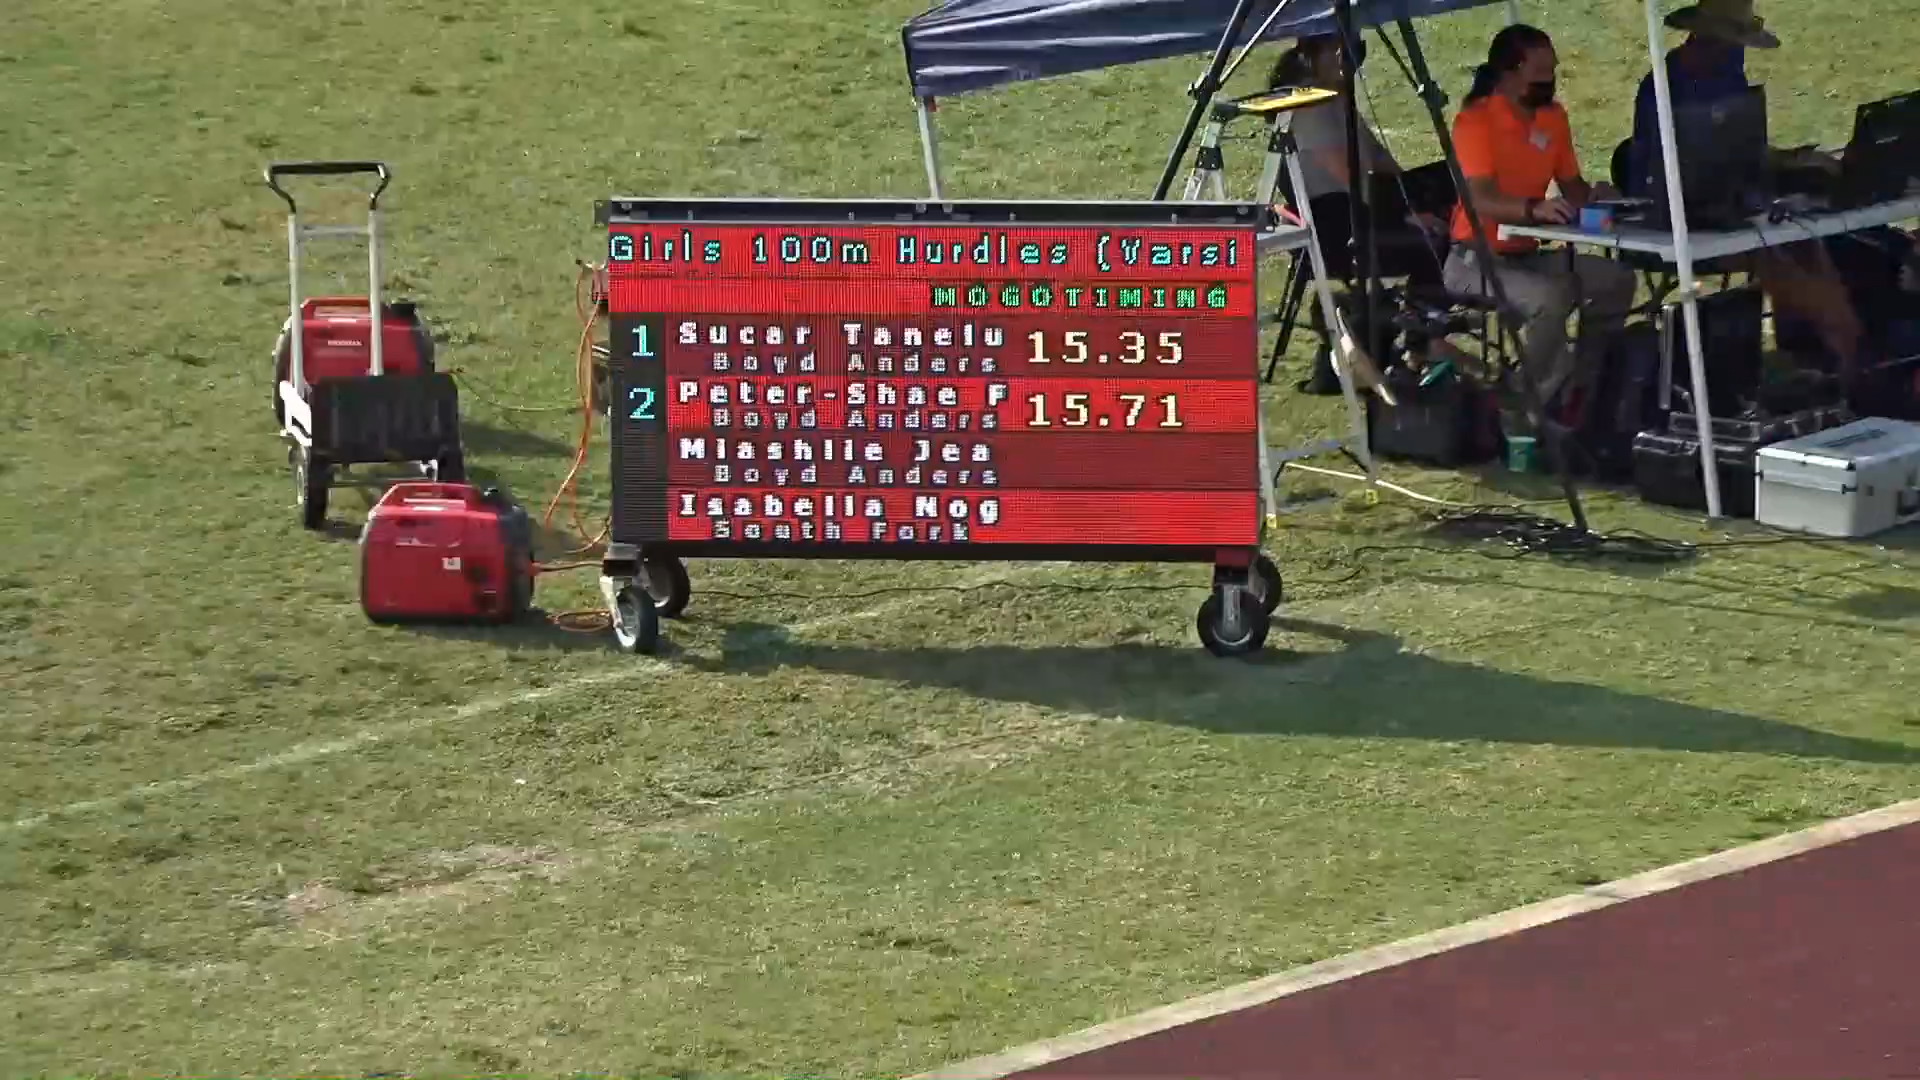 Girls 100m Hurdles (Varsi
MOGOTIMING
1 Sucar Tanelu 15.35
Boyd Anders
2 Peter-Shae F 15.71
Boyd Anders
Mlashlie Jea
Boyd Anders
Isabella Nog
South Fork